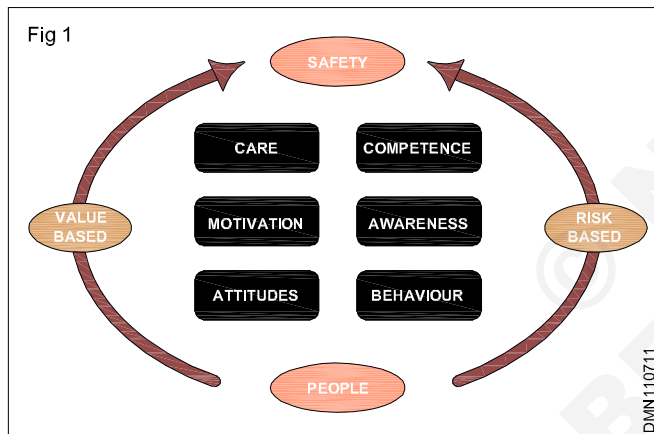 Fig 1
SAFETY
CARE
COMPETENCE
VALUE
BASED
MOTIVATION
AWARENESS
RISK
BASED
ATTITUDES
BEHAVIOUR
PEOPLE
DMN110711
©